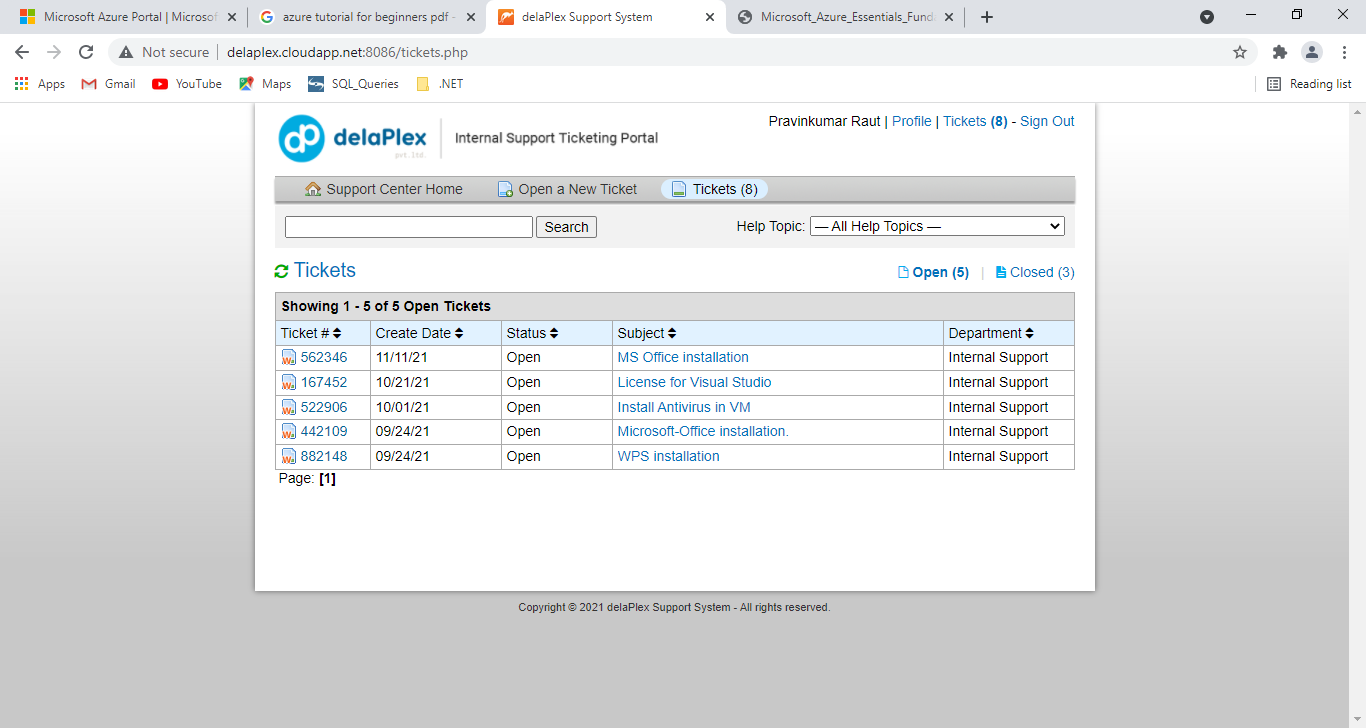 Microsoft Azure Portal | Microsof
azure tutorial for beginners pdf -
delaPlex Support System
Microsoft_Azure_Essentials_Fund
Not secure
delaplex.cloudapp.net:8086/tickets.php
Apps
Gmail
YouTube
Maps
SQL_Queries
.NET
Reading list
dp delaPlex
pvt.ltd.
Internal Support Ticketing Portal
Pravinkumar Raut | Profile | Tickets (8) - Sign Out
Support Center Home
Open a New Ticket
Tickets (8)
Search
Help Topic: — All Help Topics —
Tickets
Open (5) | Closed (3)
Showing 1 - 5 of 5 Open Tickets
Ticket # Create Date Status Subject Department
562346 11/11/21 Open MS Office installation Internal Support
167452 10/21/21 Open License for Visual Studio Internal Support
522906 10/01/21 Open Install Antivirus in VM Internal Support
442109 09/24/21 Open Microsoft-Office installation. Internal Support
882148 09/24/21 Open WPS installation Internal Support
Page: [1]
Copyright © 2021 delaPlex Support System - All rights reserved.